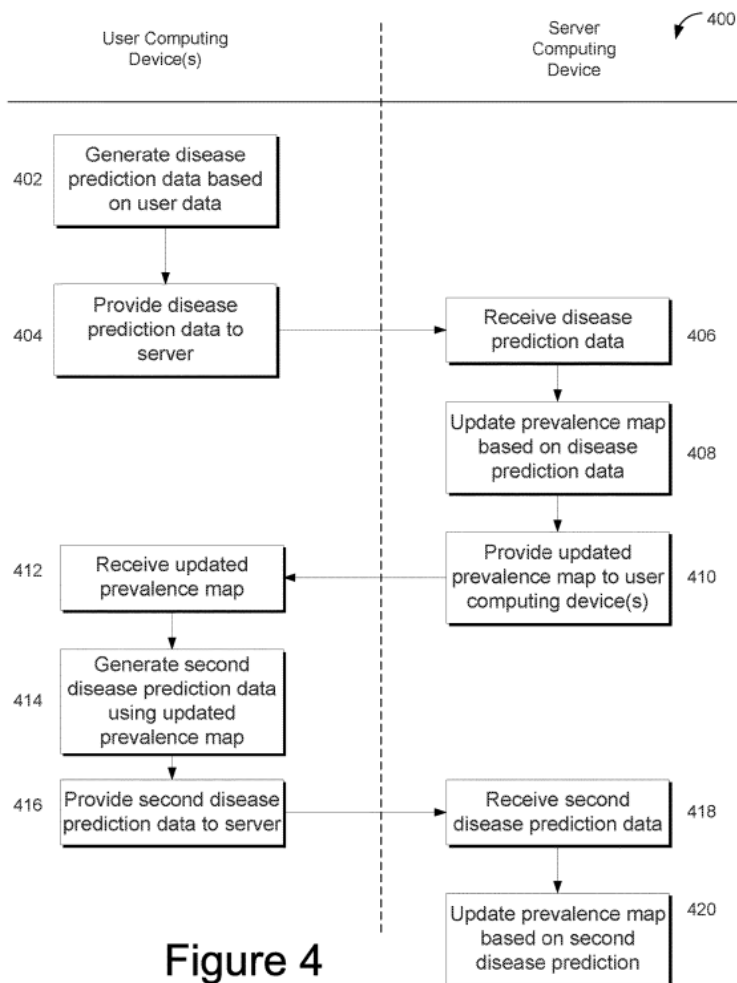 User Computing
Device(s)
Server
Computing
Device
400
402
Generate disease
prediction data based
on user data
404
Provide disease
prediction data to
server
Receive disease
prediction data
406
Update prevalence map
based on disease
prediction data
408
Provide updated
prevalence map to user
computing device(s)
410
412
Receive updated
prevalence map
414
Generate second
disease prediction data
using updated
prevalence map
416
Provide second disease
prediction data to server
Receive second
disease prediction data
418
Update prevalence map
based on second
disease prediction
420
Figure 4